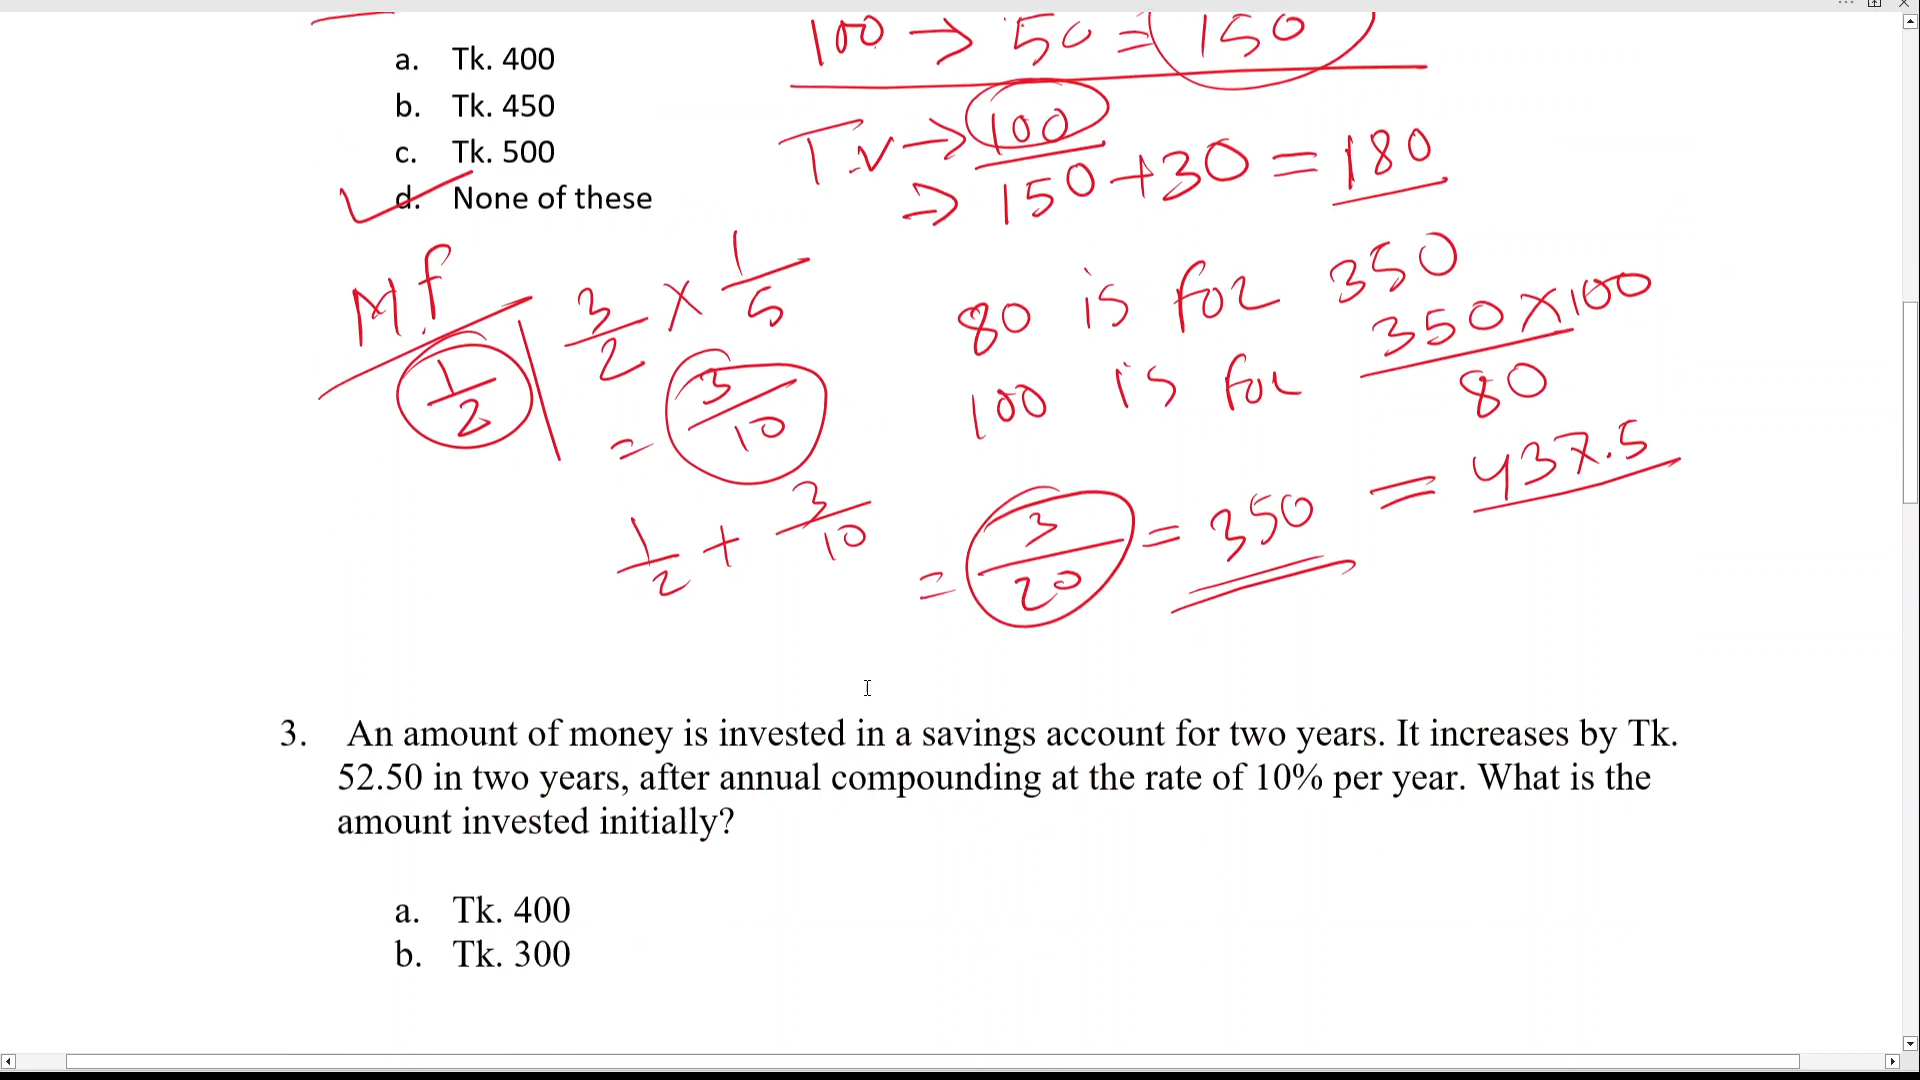 100 → 50 = 150
a. Tk. 400
b. Tk. 450
c. Tk. 500
d. None of these
T.V → 100
⇒ 150 + 30 = 180
M.f
1/2 | 3/2 × 1/5
= 3/10
1/2 + 3/10
= 3/20 = 350
80 is for 350
100 is for 350×100/80
= 437.5
3. An amount of money is invested in a savings account for two years. It increases by Tk.
52.50 in two years, after annual compounding at the rate of 10% per year. What is the
amount invested initially?
a. Tk. 400
b. Tk. 300